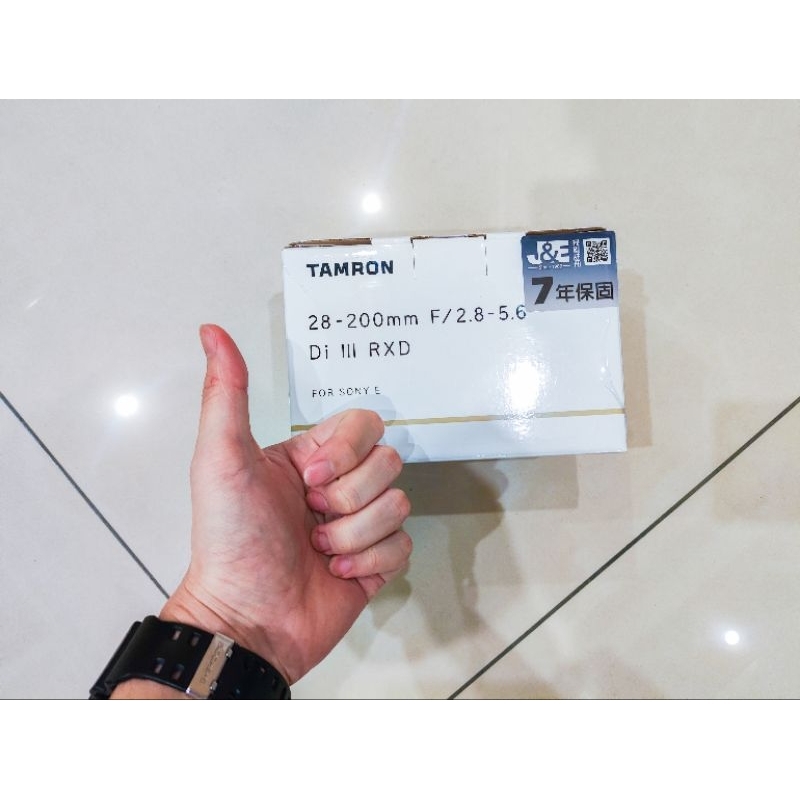 TAMRON
28-200mm F/2.8-5.6
Di III RXD
FOR SONY E
J&E
7年保固